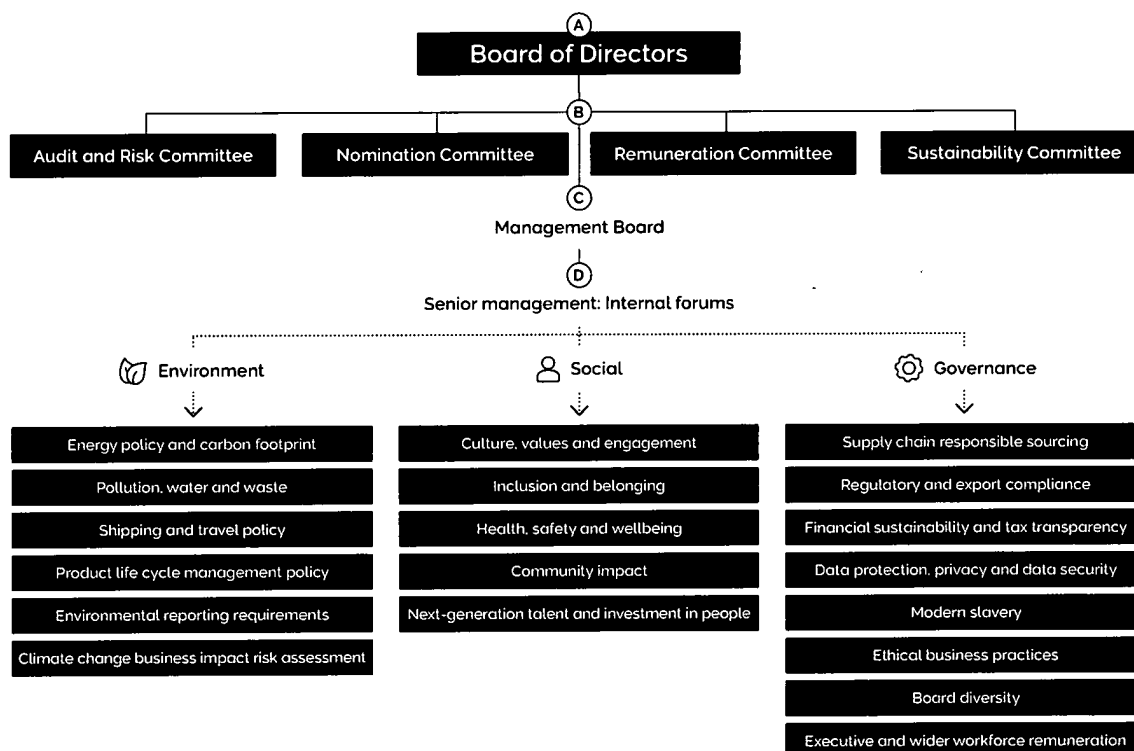 A
Board of Directors
B
Audit and Risk Committee
Nomination Committee
Remuneration Committee
Sustainability Committee
C
Management Board
D
Senior management: Internal forums
Environment
Energy policy and carbon footprint
Pollution, water and waste
Shipping and travel policy
Product life cycle management policy
Environmental reporting requirements
Climate change business impact risk assessment
Social
Culture, values and engagement
Inclusion and belonging
Health, safety and wellbeing
Community impact
Next-generation talent and investment in people
Governance
Supply chain responsible sourcing
Regulatory and export compliance
Financial sustainability and tax transparency
Data protection, privacy and data security
Modern slavery
Ethical business practices
Board diversity
Executive and wider workforce remuneration